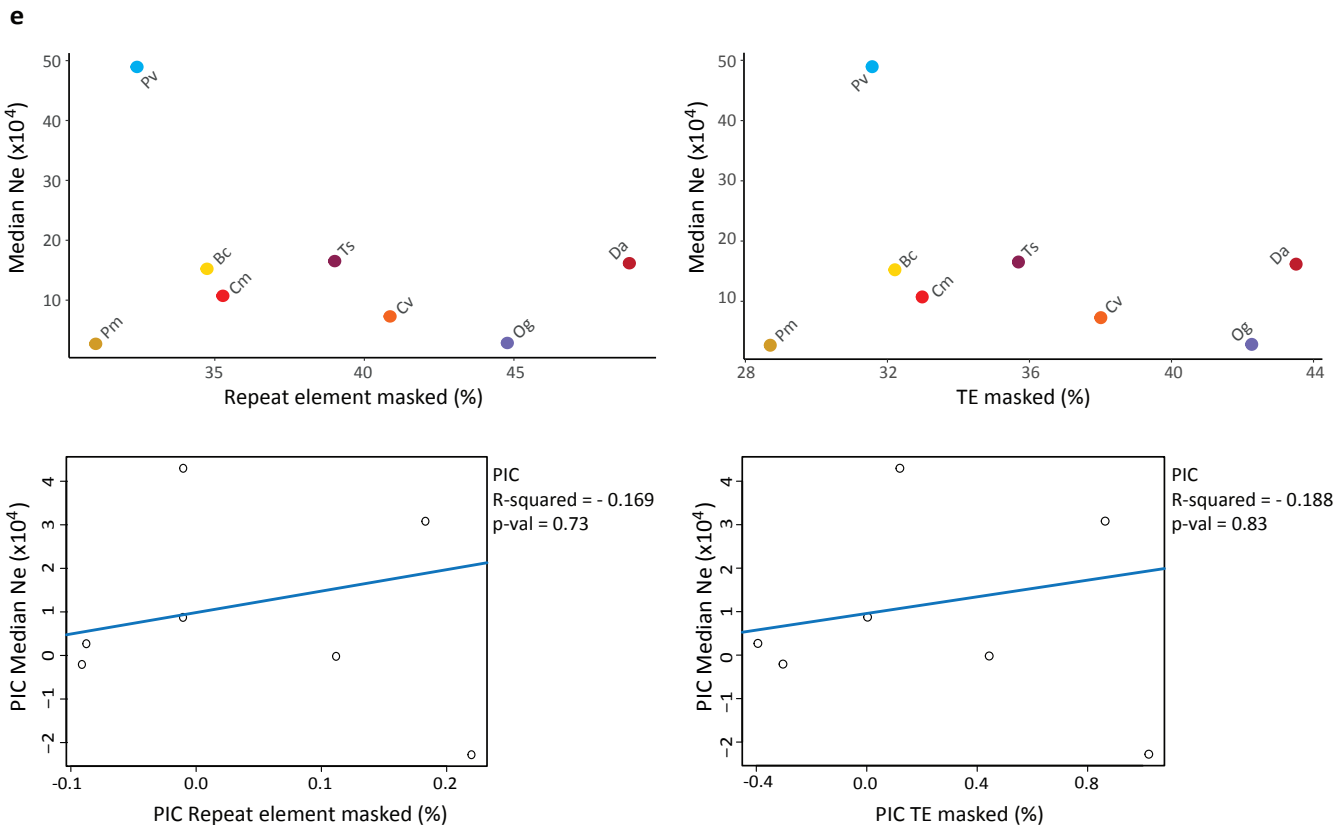 e
Median Ne (x10⁴)
50
40
30
20
10
Pv
Bc
Cm
Ts
Da
Cv
Og
Pm
35
40
45
Repeat element masked (%)
Median Ne (x10⁴)
50
40
30
20
10
Pv
Bc
Cm
Ts
Da
Cv
Og
Pm
28
32
36
40
44
TE masked (%)
PIC Median Ne (x10⁴)
4
3
2
1
0
−1
−2
-0.1
0.0
0.1
0.2
PIC Repeat element masked (%)
PIC
R-squared = - 0.169
p-val = 0.73
PIC Median Ne (x10⁴)
4
3
2
1
0
−1
−2
-0.4
0.0
0.4
0.8
PIC TE masked (%)
PIC
R-squared = - 0.188
p-val = 0.83